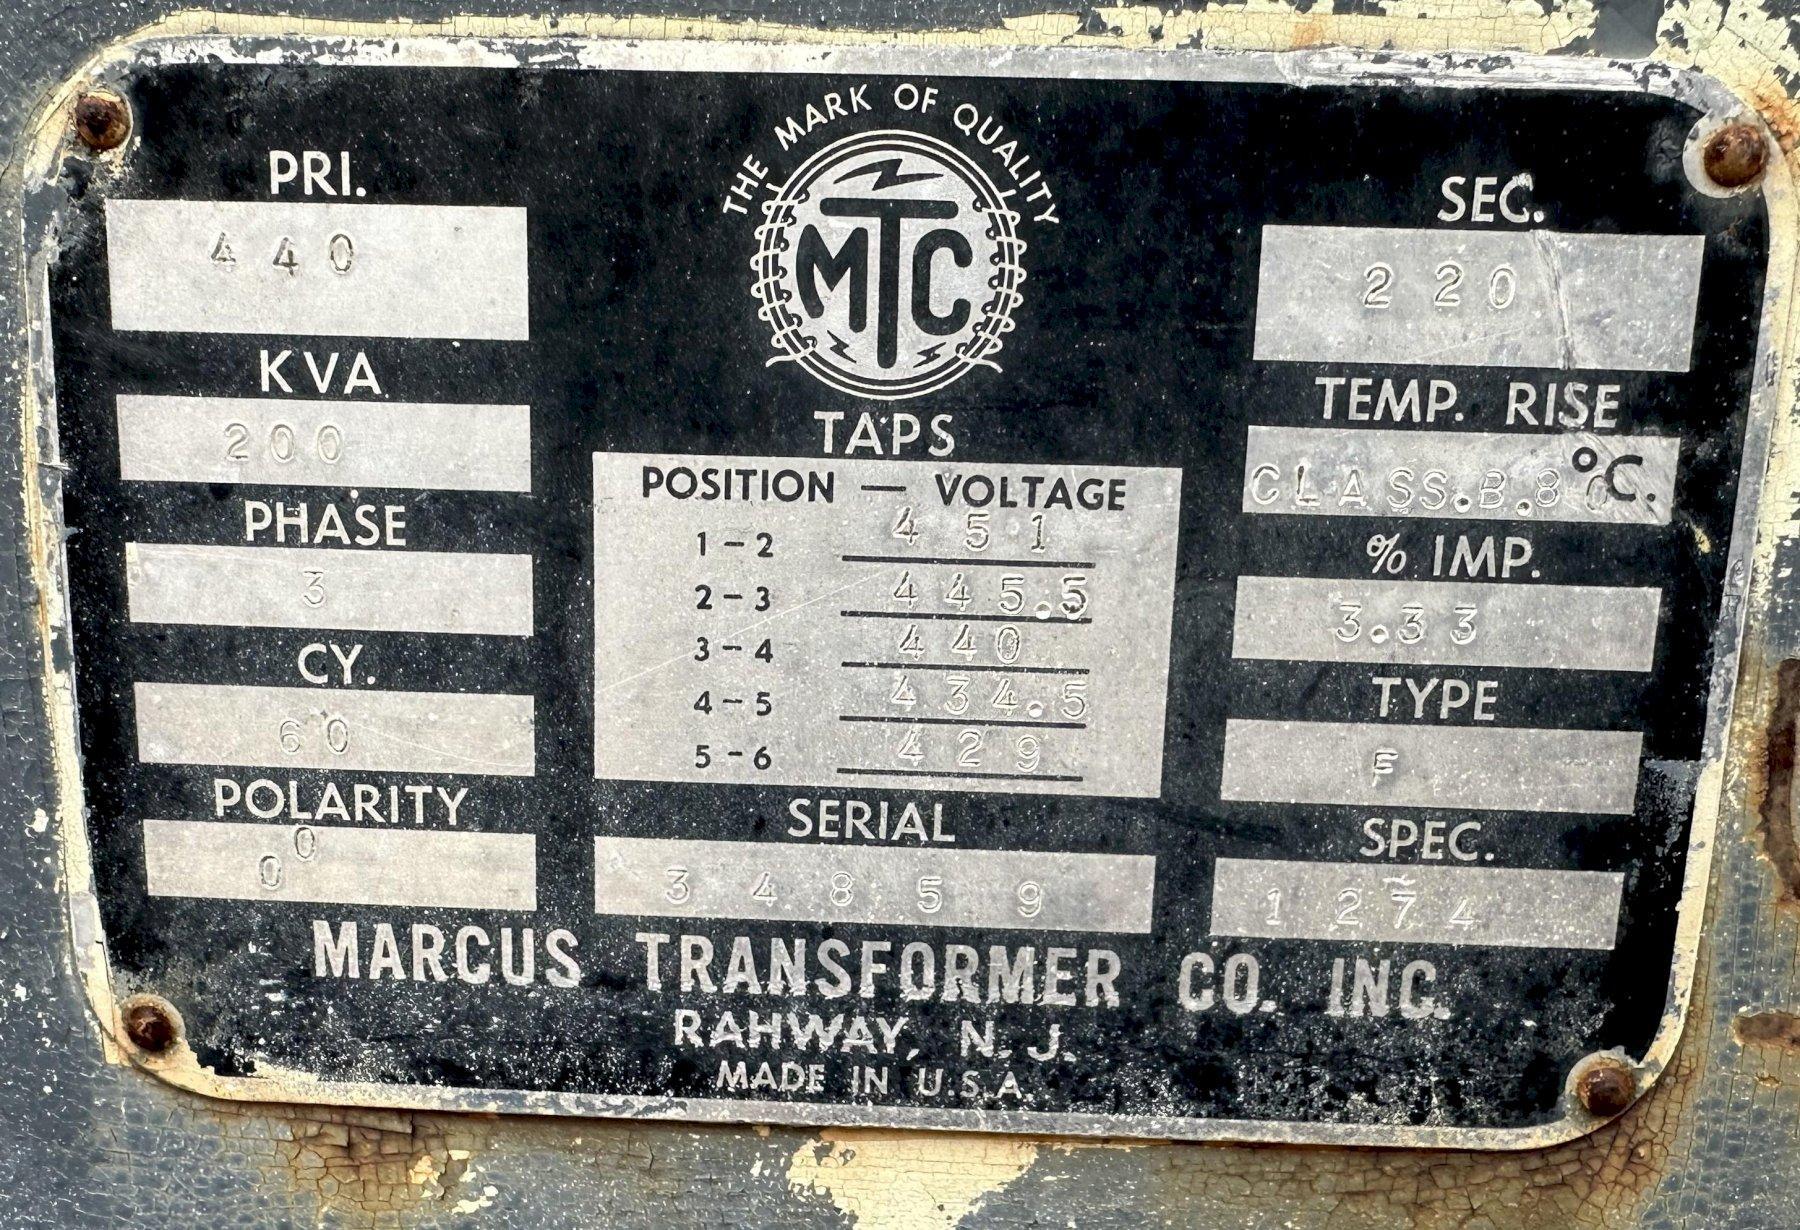 THE MARK OF QUALITY
MTC
PRI.
440
KVA
200
PHASE
3
CY.
60
POLARITY
0 0
TAPS
POSITION — VOLTAGE
1-2 451
2-3 445.5
3-4 440
4-5 434.5
5-6 429
SERIAL
34859
SEC.
220
TEMP. RISE
CLASS.B.80 °C.
% IMP.
3.33
TYPE
F
SPEC.
1274
MARCUS TRANSFORMER CO. INC.
RAHWAY, N. J.
MADE IN U.S.A.